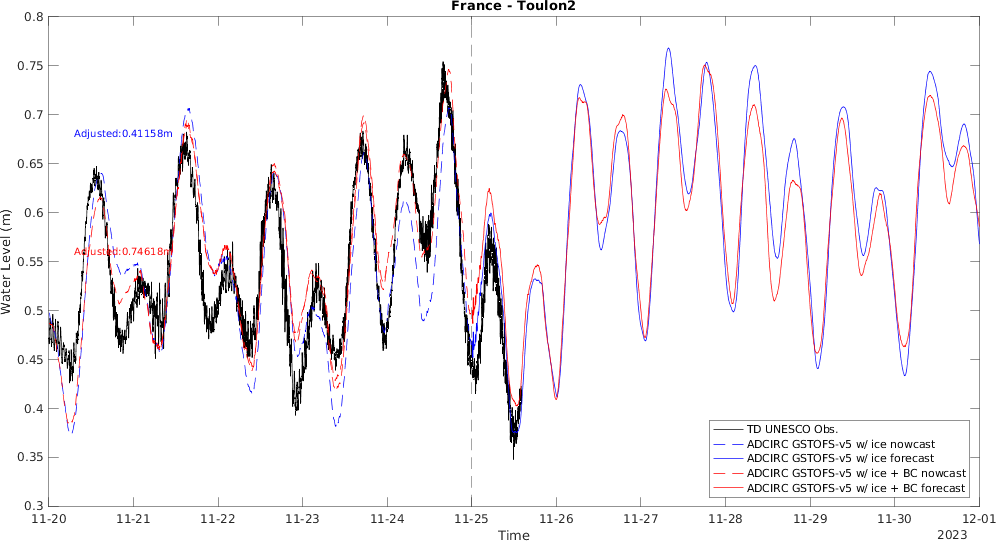 France - Toulon2
0.8
0.75
0.7
0.65
0.6
0.55
0.5
0.45
0.4
0.35
0.3
Water Level (m)
Adjusted:0.41158m
Adjusted:0.74618m
TD UNESCO Obs.
ADCIRC GSTOFS-v5 w/ ice nowcast
ADCIRC GSTOFS-v5 w/ ice forecast
ADCIRC GSTOFS-v5 w/ ice + BC nowcast
ADCIRC GSTOFS-v5 w/ ice + BC forecast
11-20 11-21 11-22 11-23 11-24 11-25 11-26 11-27 11-28 11-29 11-30 12-01
Time
2023